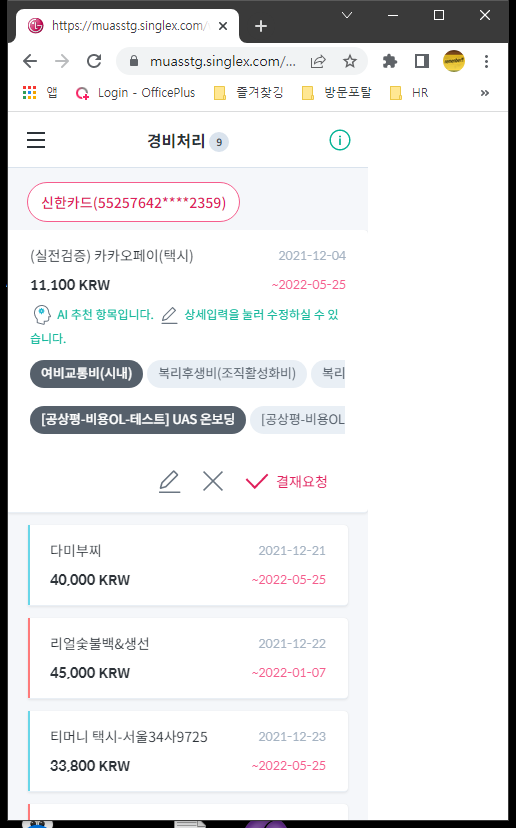 https://muasstg.singlex.com/
muasstg.singlex.com/...
앱 Login - OfficePlus 즐겨찾깅 방문포탈 HR »
경비처리 9
신한카드(55257642****2359)
(실전검증) 카카오페이(택시) 2021-12-04
11,100 KRW ~2022-05-25
AI 추천 항목입니다. 상세입력을 눌러 수정하실 수 있
습니다.
여비교통비(시내) 복리후생비(조직활성화비) 복리
[공상평-비용OL-테스트] UAS 온보딩 [공상평-비용OL
결재요청
다미부찌 2021-12-21
40,000 KRW ~2022-05-25
리얼숯불백&생선 2021-12-22
45,000 KRW ~2022-01-07
티머니 택시-서울34사9725 2021-12-23
33,800 KRW ~2022-05-25